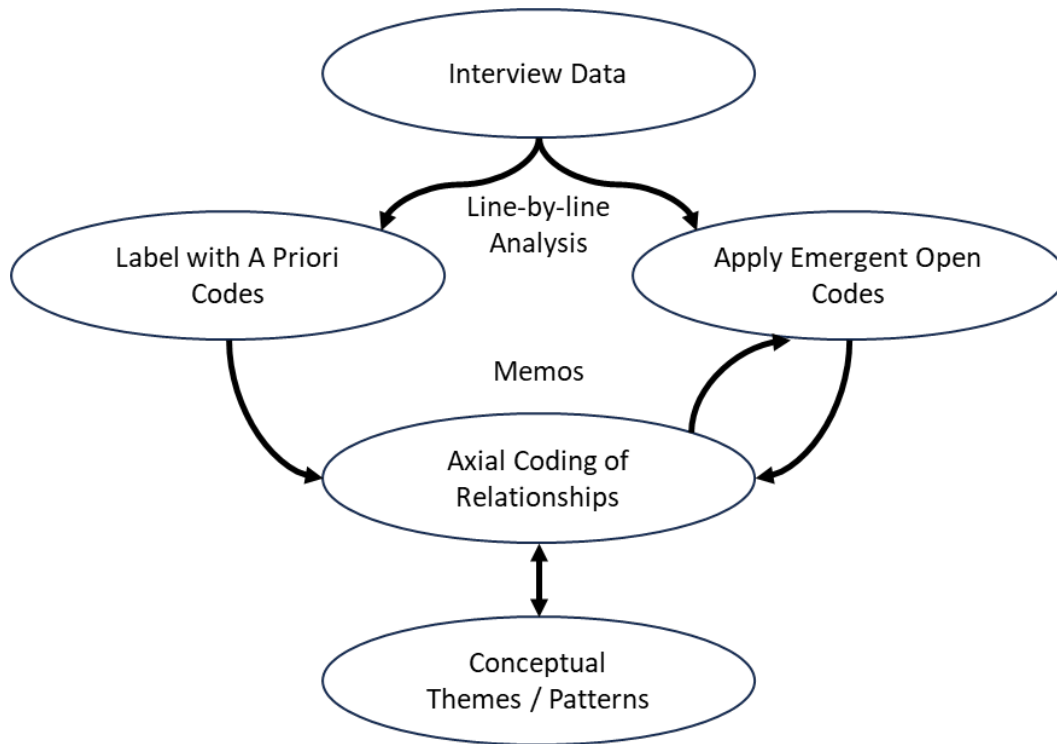 Interview Data
Line-by-line
Analysis
Label with A Priori
Codes
Apply Emergent Open
Codes
Memos
Axial Coding of
Relationships
Conceptual
Themes / Patterns